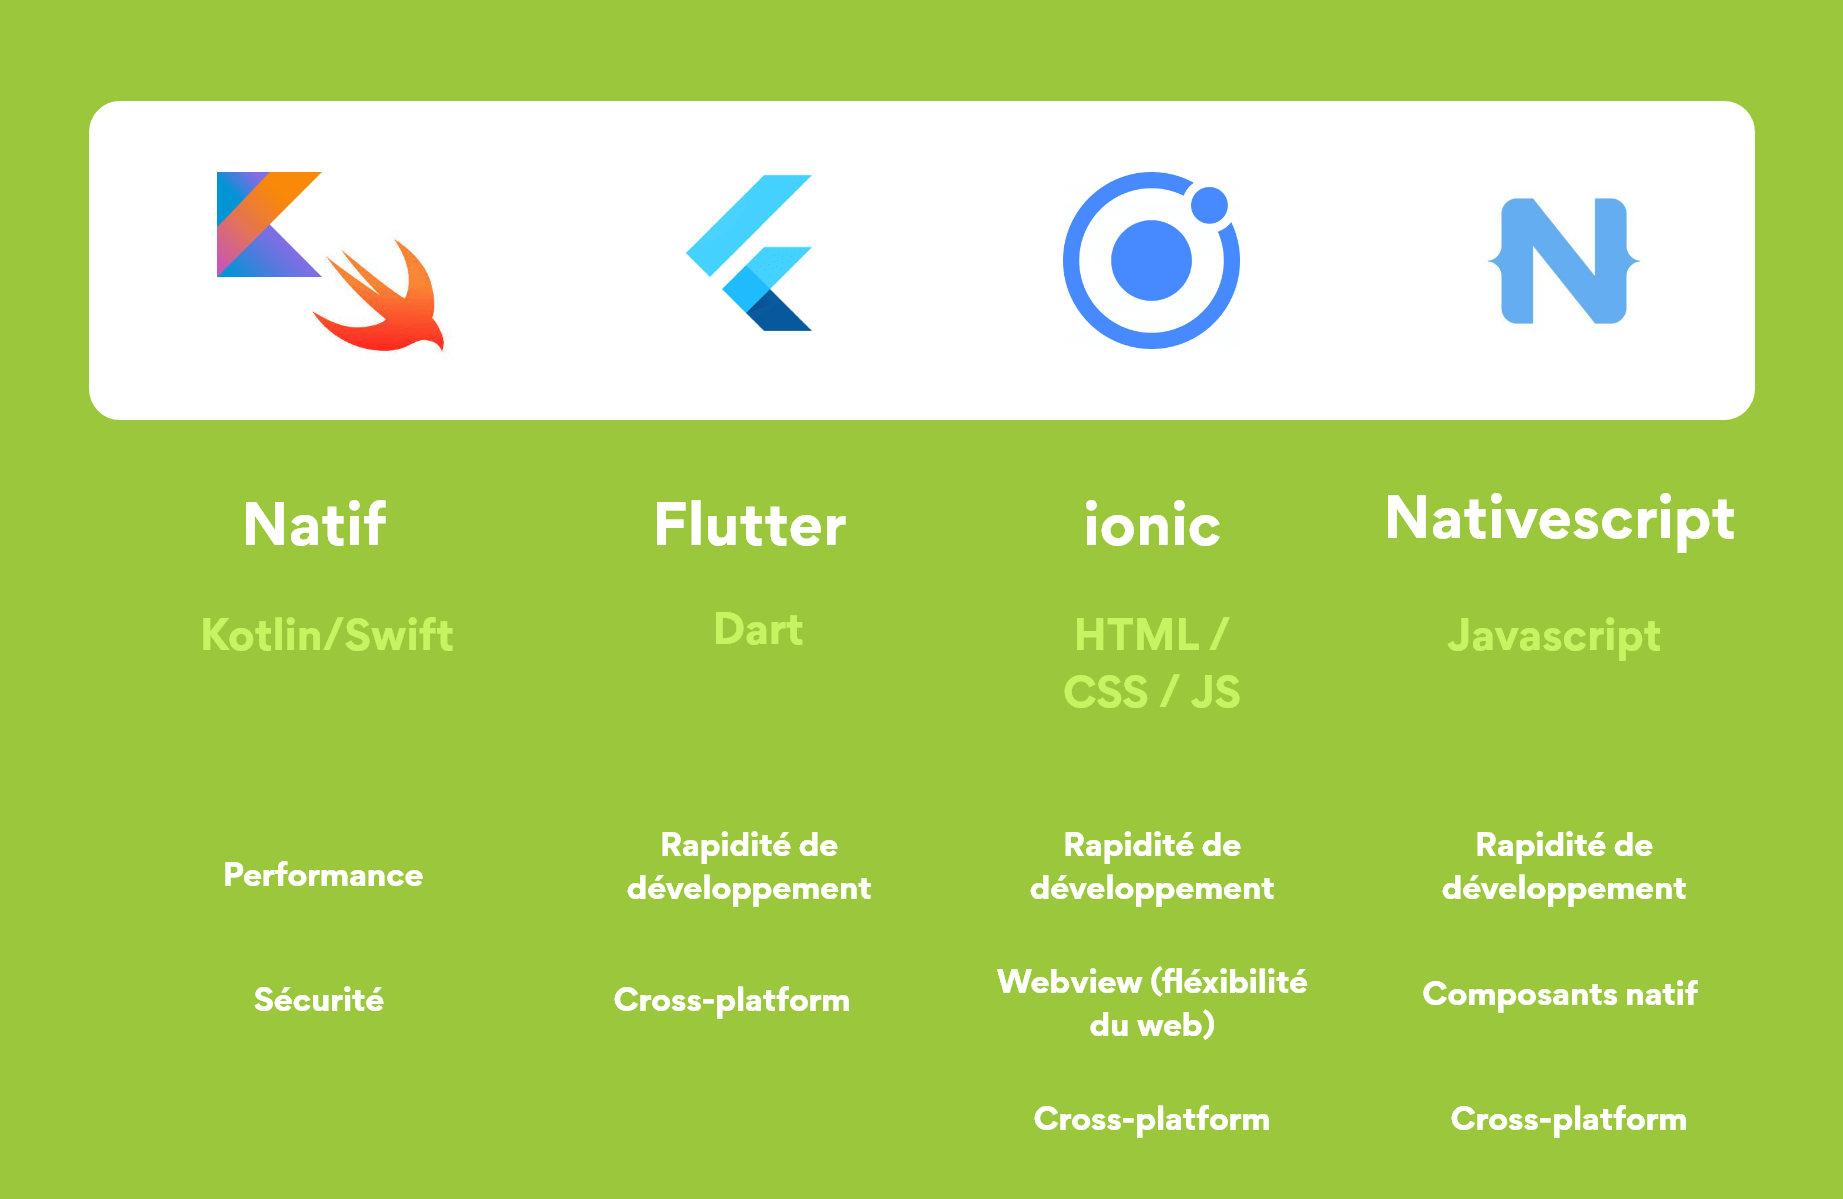 Natif
Kotlin/Swift
Performance
Sécurité
Flutter
Dart
Rapidité de
développement
Cross-platform
ionic
HTML /
CSS / JS
Rapidité de
développement
Webview (fléxibilité
du web)
Cross-platform
Nativescript
Javascript
Rapidité de
développement
Composants natif
Cross-platform